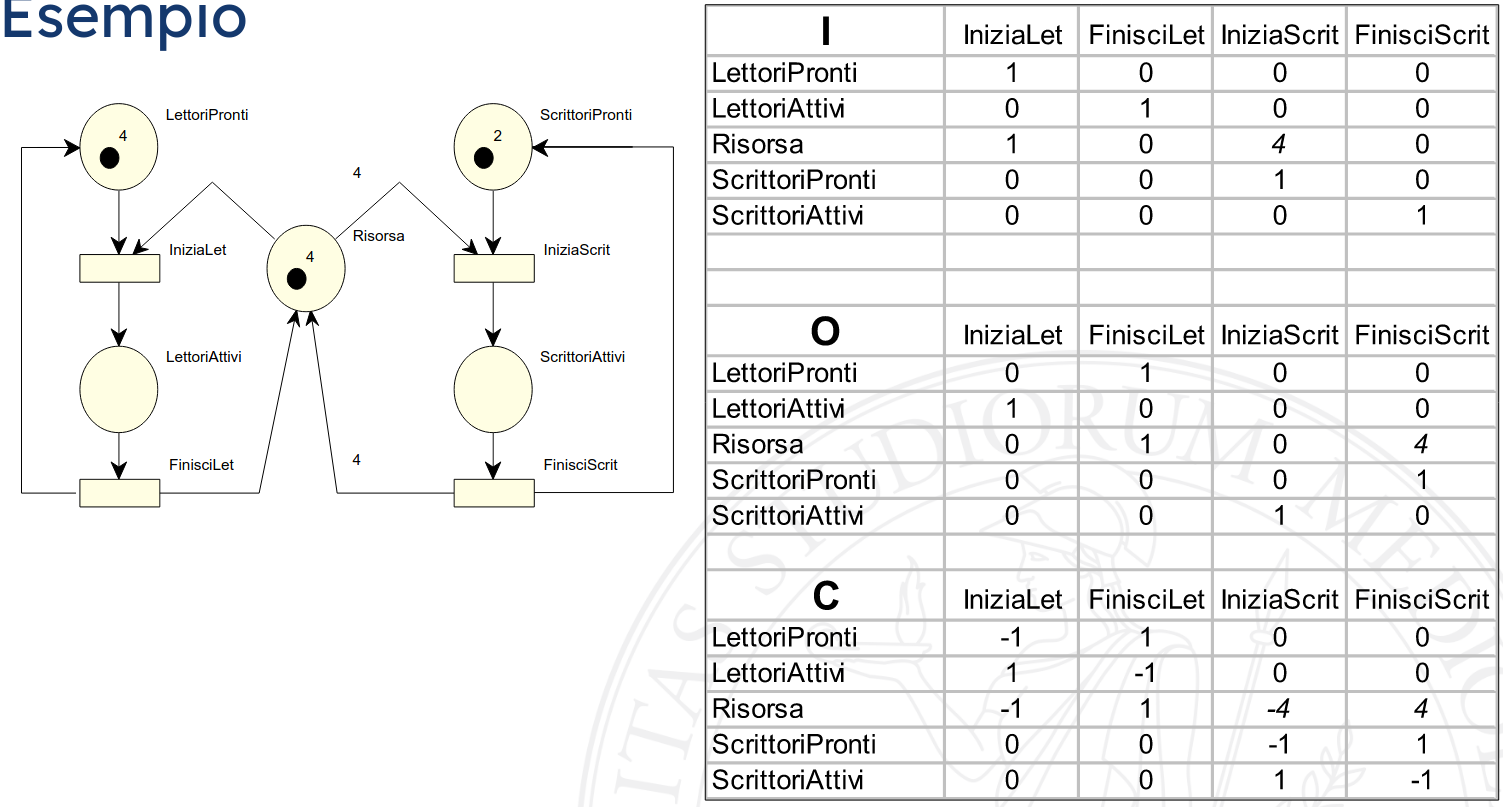 Esempio
LettoriPronti
4
ScrittoriPronti
2
4
IniziaLet
Risorsa
4
IniziaScrit
LettoriAttivi
ScrittoriAttivi
FinisciLet
4
FinisciScrit
I IniziaLet FinisciLet IniziaScrit FinisciScrit
LettoriPronti 1 0 0 0
LettoriAttivi 0 1 0 0
Risorsa 1 0 4 0
ScrittoriPronti 0 0 1 0
ScrittoriAttivi 0 0 0 1
O IniziaLet FinisciLet IniziaScrit FinisciScrit
LettoriPronti 0 1 0 0
LettoriAttivi 1 0 0 0
Risorsa 0 1 0 4
ScrittoriPronti 0 0 0 1
ScrittoriAttivi 0 0 1 0
C IniziaLet FinisciLet IniziaScrit FinisciScrit
LettoriPronti -1 1 0 0
LettoriAttivi 1 -1 0 0
Risorsa -1 1 -4 4
ScrittoriPronti 0 0 -1 1
ScrittoriAttivi 0 0 1 -1
ITAS STUDIORUM MEDIO